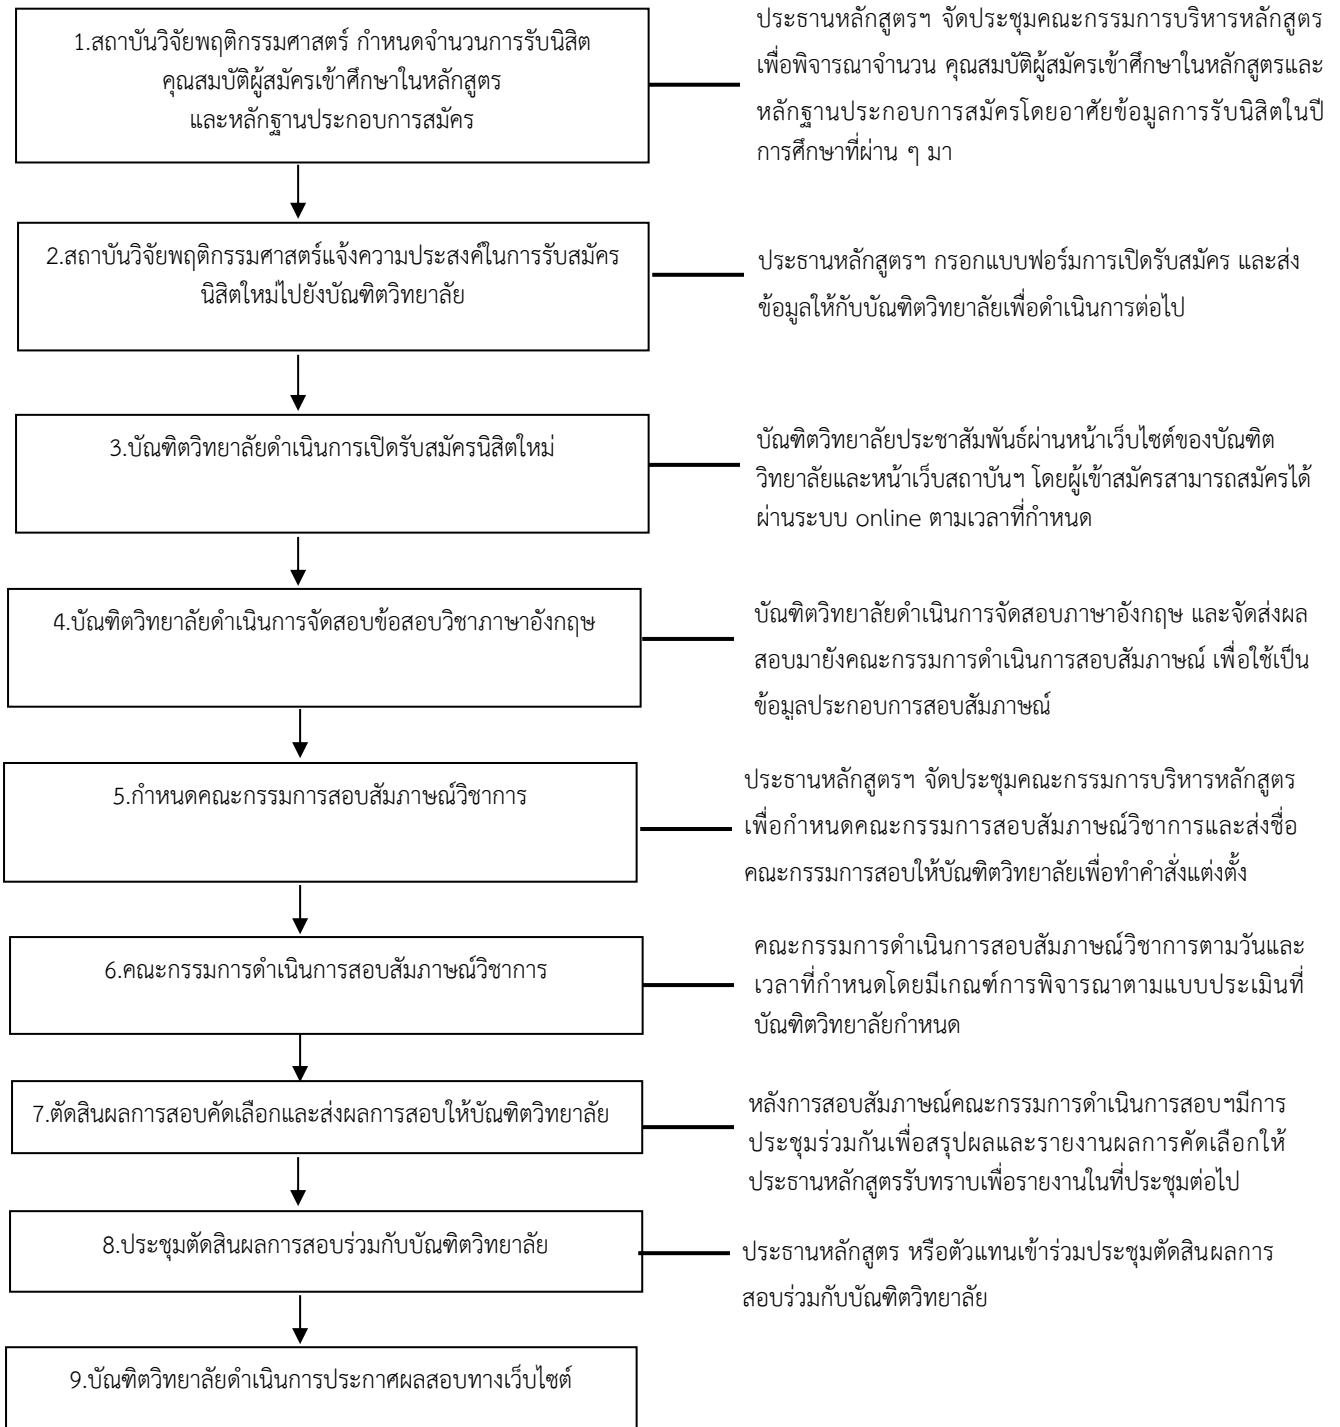 1.สถาบันวิจัยพฤติกรรมศาสตร์ กำหนดจำนวนการรับนิสิต
คุณสมบัติผู้สมัครเข้าศึกษาในหลักสูตร
และหลักฐานประกอบการสมัคร
ประธานหลักสูตรฯ จัดประชุมคณะกรรมการบริหารหลักสูตร
เพื่อพิจารณาจำนวน คุณสมบัติผู้สมัครเข้าศึกษาในหลักสูตรและ
หลักฐานประกอบการสมัครโดยอาศัยข้อมูลการรับนิสิตในปี
การศึกษาที่ผ่าน ๆ มา
2.สถาบันวิจัยพฤติกรรมศาสตร์แจ้งความประสงค์ในการรับสมัคร
นิสิตใหม่ไปยังบัณฑิตวิทยาลัย
ประธานหลักสูตรฯ กรอกแบบฟอร์มการเปิดรับสมัคร และส่ง
ข้อมูลให้กับบัณฑิตวิทยาลัยเพื่อดำเนินการต่อไป
3.บัณฑิตวิทยาลัยดำเนินการเปิดรับสมัครนิสิตใหม่
บัณฑิตวิทยาลัยประชาสัมพันธ์ผ่านหน้าเว็บไซต์ของบัณฑิต
วิทยาลัยและหน้าเว็บสถาบันฯ โดยผู้เข้าสมัครสามารถสมัครได้
ผ่านระบบ online ตามเวลาที่กำหนด
4.บัณฑิตวิทยาลัยดำเนินการจัดสอบข้อสอบวิชาภาษาอังกฤษ
บัณฑิตวิทยาลัยดำเนินการจัดสอบภาษาอังกฤษ และจัดส่งผล
สอบมายังคณะกรรมการดำเนินการสอบสัมภาษณ์ เพื่อใช้เป็น
ข้อมูลประกอบการสอบสัมภาษณ์
5.กำหนดคณะกรรมการสอบสัมภาษณ์วิชาการ
ประธานหลักสูตรฯ จัดประชุมคณะกรรมการบริหารหลักสูตร
เพื่อกำหนดคณะกรรมการสอบสัมภาษณ์วิชาการและส่งชื่อ
คณะกรรมการสอบให้บัณฑิตวิทยาลัยเพื่อทำคำสั่งแต่งตั้ง
6.คณะกรรมการดำเนินการสอบสัมภาษณ์วิชาการ
คณะกรรมการดำเนินการสอบสัมภาษณ์วิชาการตามวันและ
เวลาที่กำหนดโดยมีเกณฑ์การพิจารณาตามแบบประเมินที่
บัณฑิตวิทยาลัยกำหนด
7.ตัดสินผลการสอบคัดเลือกและส่งผลการสอบให้บัณฑิตวิทยาลัย
หลังการสอบสัมภาษณ์คณะกรรมการดำเนินการสอบฯมีการ
ประชุมร่วมกันเพื่อสรุปผลและรายงานผลการคัดเลือกให้
ประธานหลักสูตรรับทราบเพื่อรายงานในที่ประชุมต่อไป
8.ประชุมตัดสินผลการสอบร่วมกับบัณฑิตวิทยาลัย
ประธานหลักสูตร หรือตัวแทนเข้าร่วมประชุมตัดสินผลการ
สอบร่วมกับบัณฑิตวิทยาลัย
9.บัณฑิตวิทยาลัยดำเนินการประกาศผลสอบทางเว็บไซต์